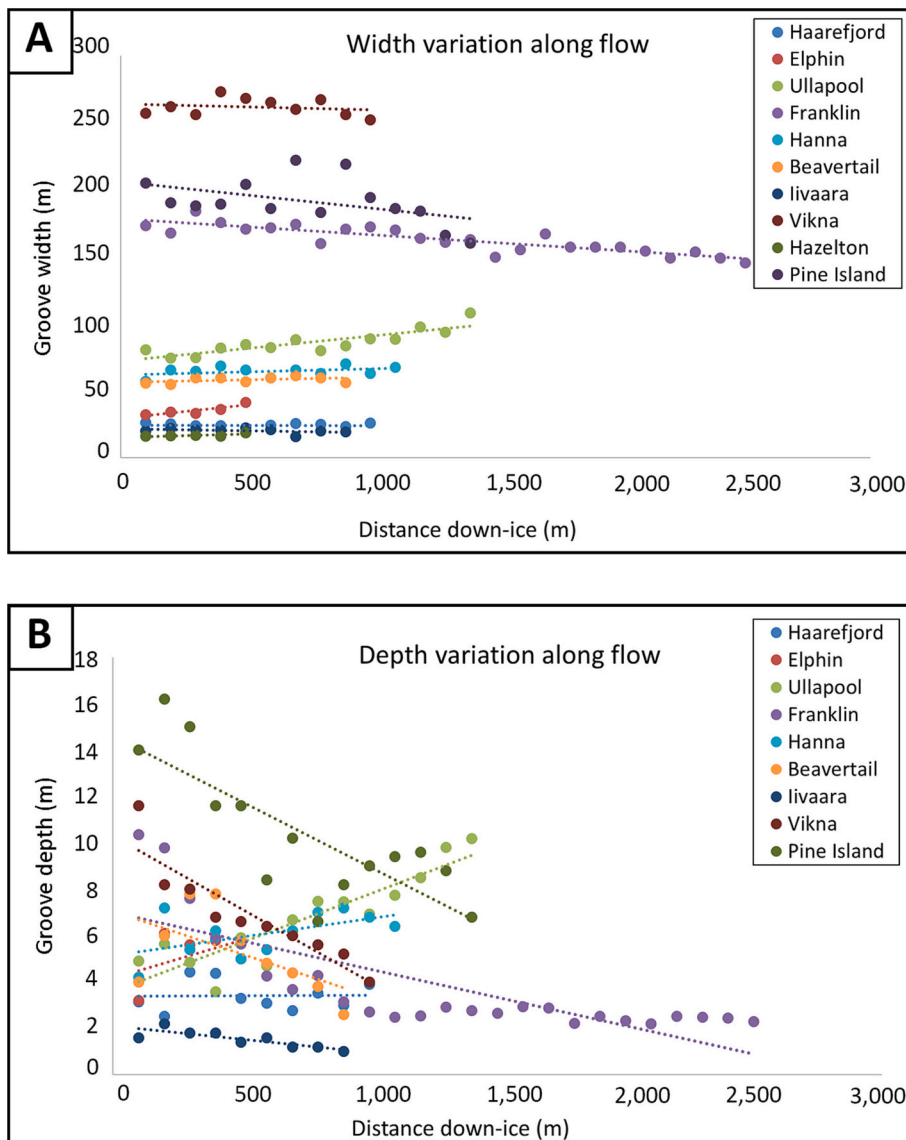 A
Width variation along flow
300
250
200
150
100
50
0
Groove width (m)
0 500 1,000 1,500 2,000 2,500 3,000
Distance down-ice (m)
Haarefjord
Elphin
Ullapool
Franklin
Hanna
Beavertail
Iivaara
Vikna
Hazelton
Pine Island
B
Depth variation along flow
18
16
14
12
10
8
6
4
2
0
Groove depth (m)
0 500 1,000 1,500 2,000 2,500 3,000
Distance down-ice (m)
Haarefjord
Elphin
Ullapool
Franklin
Hanna
Beavertail
Iivaara
Vikna
Pine Island